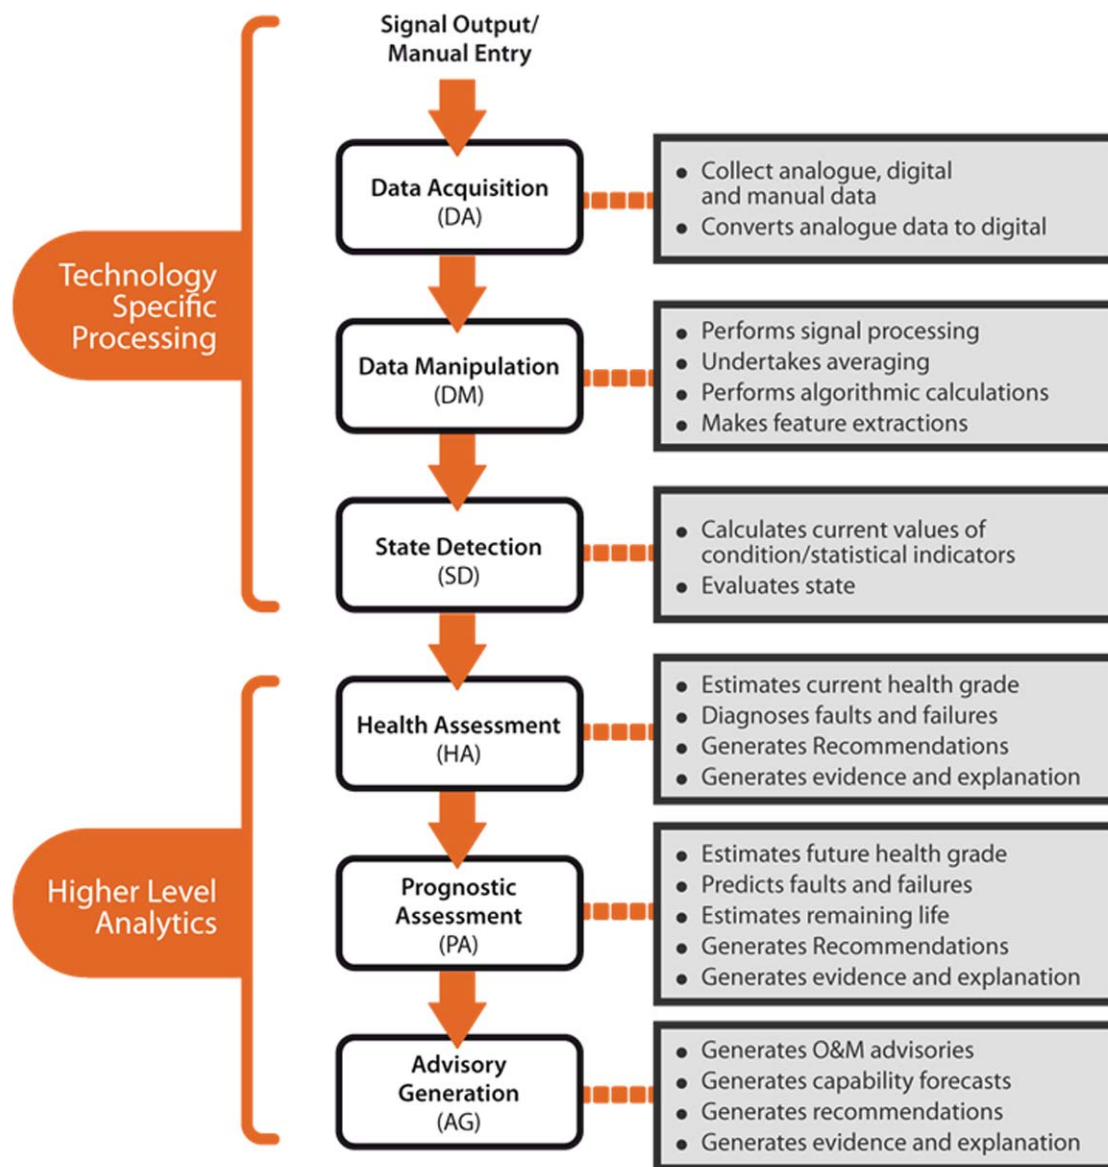 Signal Output/
Manual Entry
Technology
Specific
Processing
Data Acquisition
(DA)
• Collect analogue, digital
and manual data
• Converts analogue data to digital
Data Manipulation
(DM)
• Performs signal processing
• Undertakes averaging
• Performs algorithmic calculations
• Makes feature extractions
State Detection
(SD)
• Calculates current values of
condition/statistical indicators
• Evaluates state
Higher Level
Analytics
Health Assessment
(HA)
• Estimates current health grade
• Diagnoses faults and failures
• Generates Recommendations
• Generates evidence and explanation
Prognostic
Assessment
(PA)
• Estimates future health grade
• Predicts faults and failures
• Estimates remaining life
• Generates Recommendations
• Generates evidence and explanation
Advisory
Generation
(AG)
• Generates O&M advisories
• Generates capability forecasts
• Generates recommendations
• Generates evidence and explanation